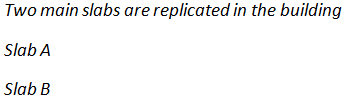 Two main slabs are replicated in the building
Slab A
Slab B